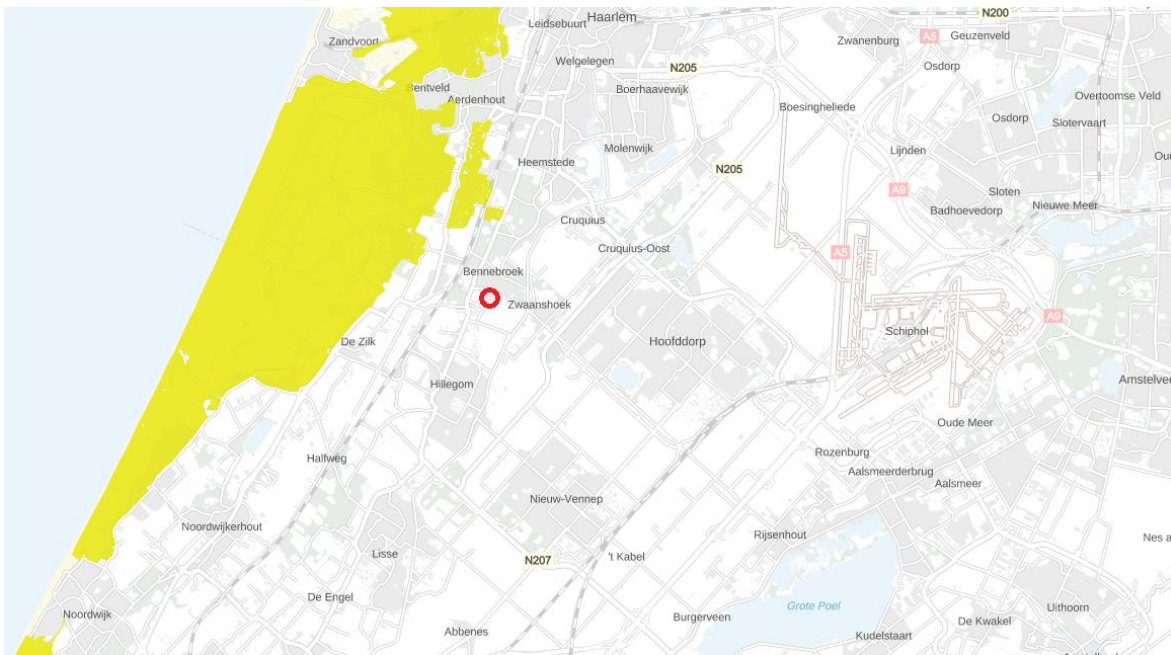 Leidsebuurt
Haarlem
N200
Zandvoort
Zwanenburg
A5
Geuzenveld
Welgelegen
N205
Osdorp
Bentveld
Aerdenhout
Boerhaavewijk
Overtoomse Veld
Boesingheliede
Osdorp
Slotervaart
Molenwijk
Lijnden
Heemstede
N205
A9
Sloten
Nieuwe Meer
Badhoevedorp
Cruquius
Cruquius-Oost
A5
Bennebroek
Zwaanshoek
A9
Schiphol
De Zilk
Hoofddorp
Hillegom
Amstelvee
Oude Meer
Halfweg
Rozenburg
Aalsmeerderbrug
Aalsmeer
Nieuw-Vennep
Noordwijkerhout
Rijsenhout
Nes a
Lisse
N207
't Kabel
De Engel
Grote Poel
Uithoorn
Noordwijk
Burgerveen
De Kwakel
Abbenes
Kudelstaart